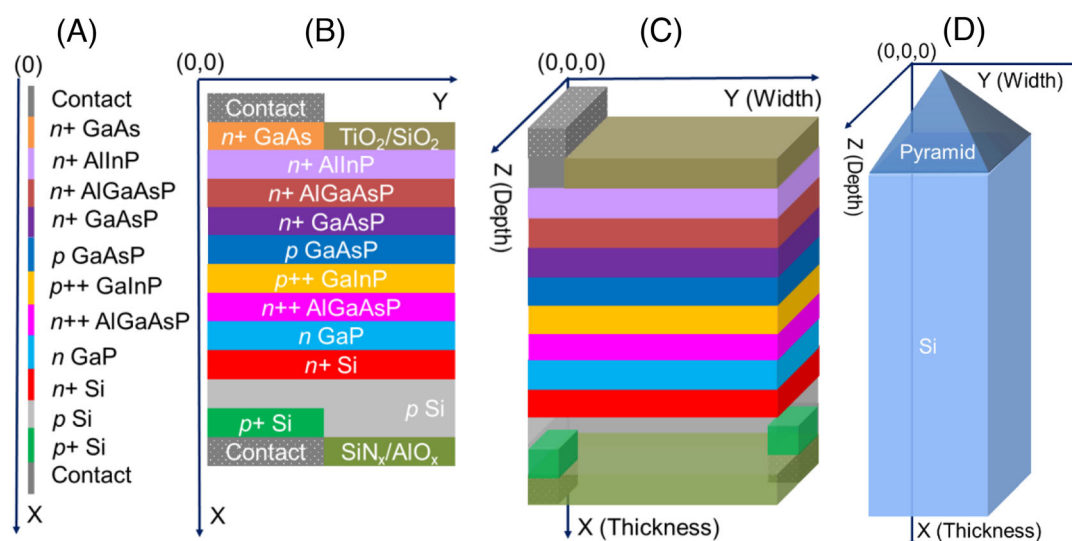 (A)
(0)
Contact
n+ GaAs
n+ AlInP
n+ AlGaAsP
n+ GaAsP
p GaAsP
p++ GaInP
n++ AlGaAsP
n GaP
n+ Si
p Si
p+ Si
Contact
X
(B)
(0,0)
Y
Contact
n+ GaAs TiO₂/SiO₂
n+ AlInP
n+ AlGaAsP
n+ GaAsP
p GaAsP
p++ GaInP
n++ AlGaAsP
n GaP
n+ Si
p Si
p+ Si
Contact SiNₓ/AlOₓ
X
(C)
(0,0,0)
Y (Width)
Z (Depth)
X (Thickness)
(D)
(0,0,0)
Y (Width)
Z (Depth)
Pyramid
Si
X (Thickness)